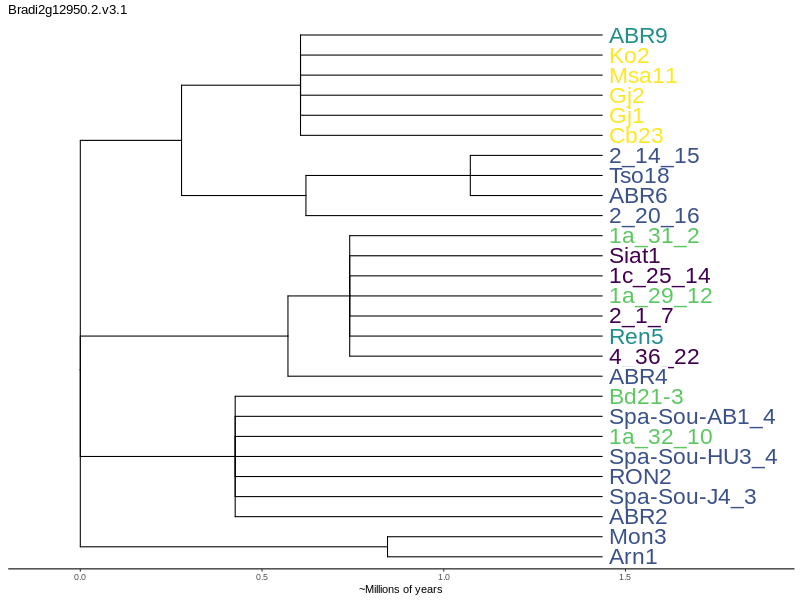 Bradi2g12950.2.v3.1
ABR9
Ko2
Msa11
Gj2
Gj1
Cb23
2_14_15
Tso18
ABR6
2_20_16
1a_31_2
Siat1
1c_25_14
1a_29_12
2_1_7
Ren5
4_36_22
ABR4
Bd21-3
Spa-Sou-AB1_4
1a_32_10
Spa-Sou-HU3_4
RON2
Spa-Sou-J4_3
ABR2
Mon3
Arn1
0.0 0.5 1.0 1.5
~Millions of years